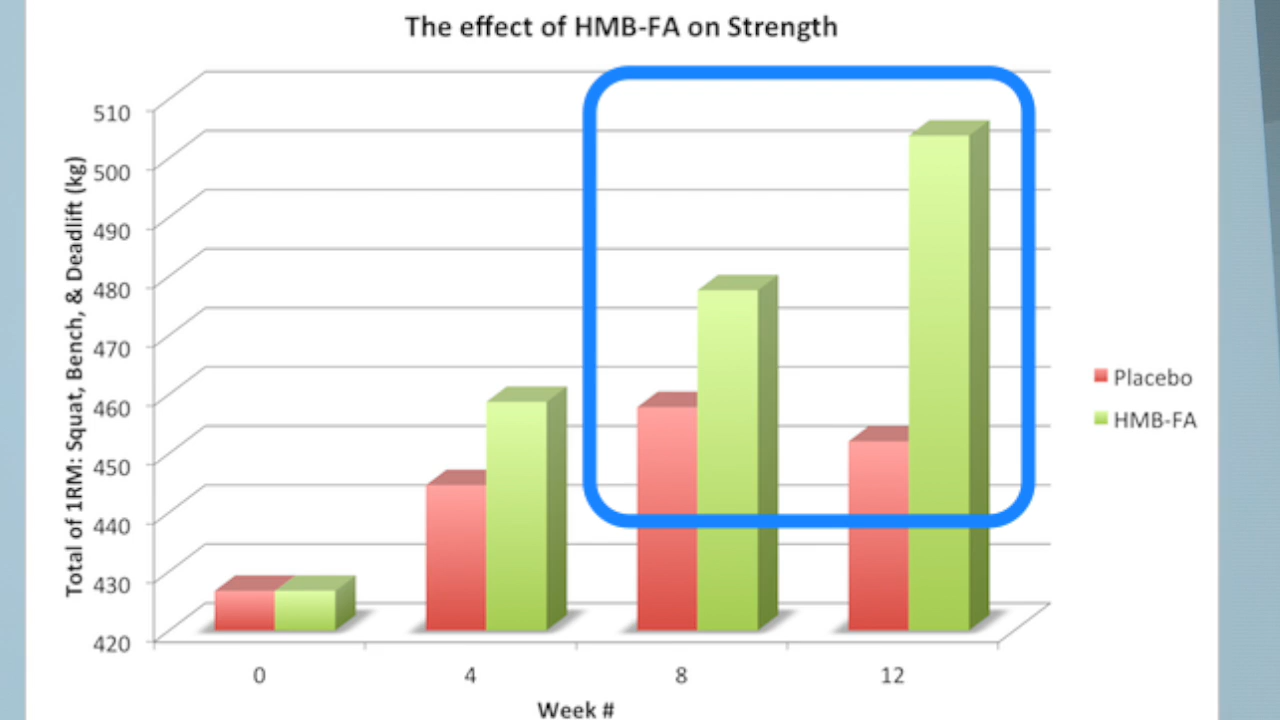 The effect of HMB-FA on Strength
Total of 1RM: Squat, Bench, & Deadlift (kg)
510
500
490
480
470
460
450
440
430
420
0 4 8 12
Week #
Placebo
HMB-FA